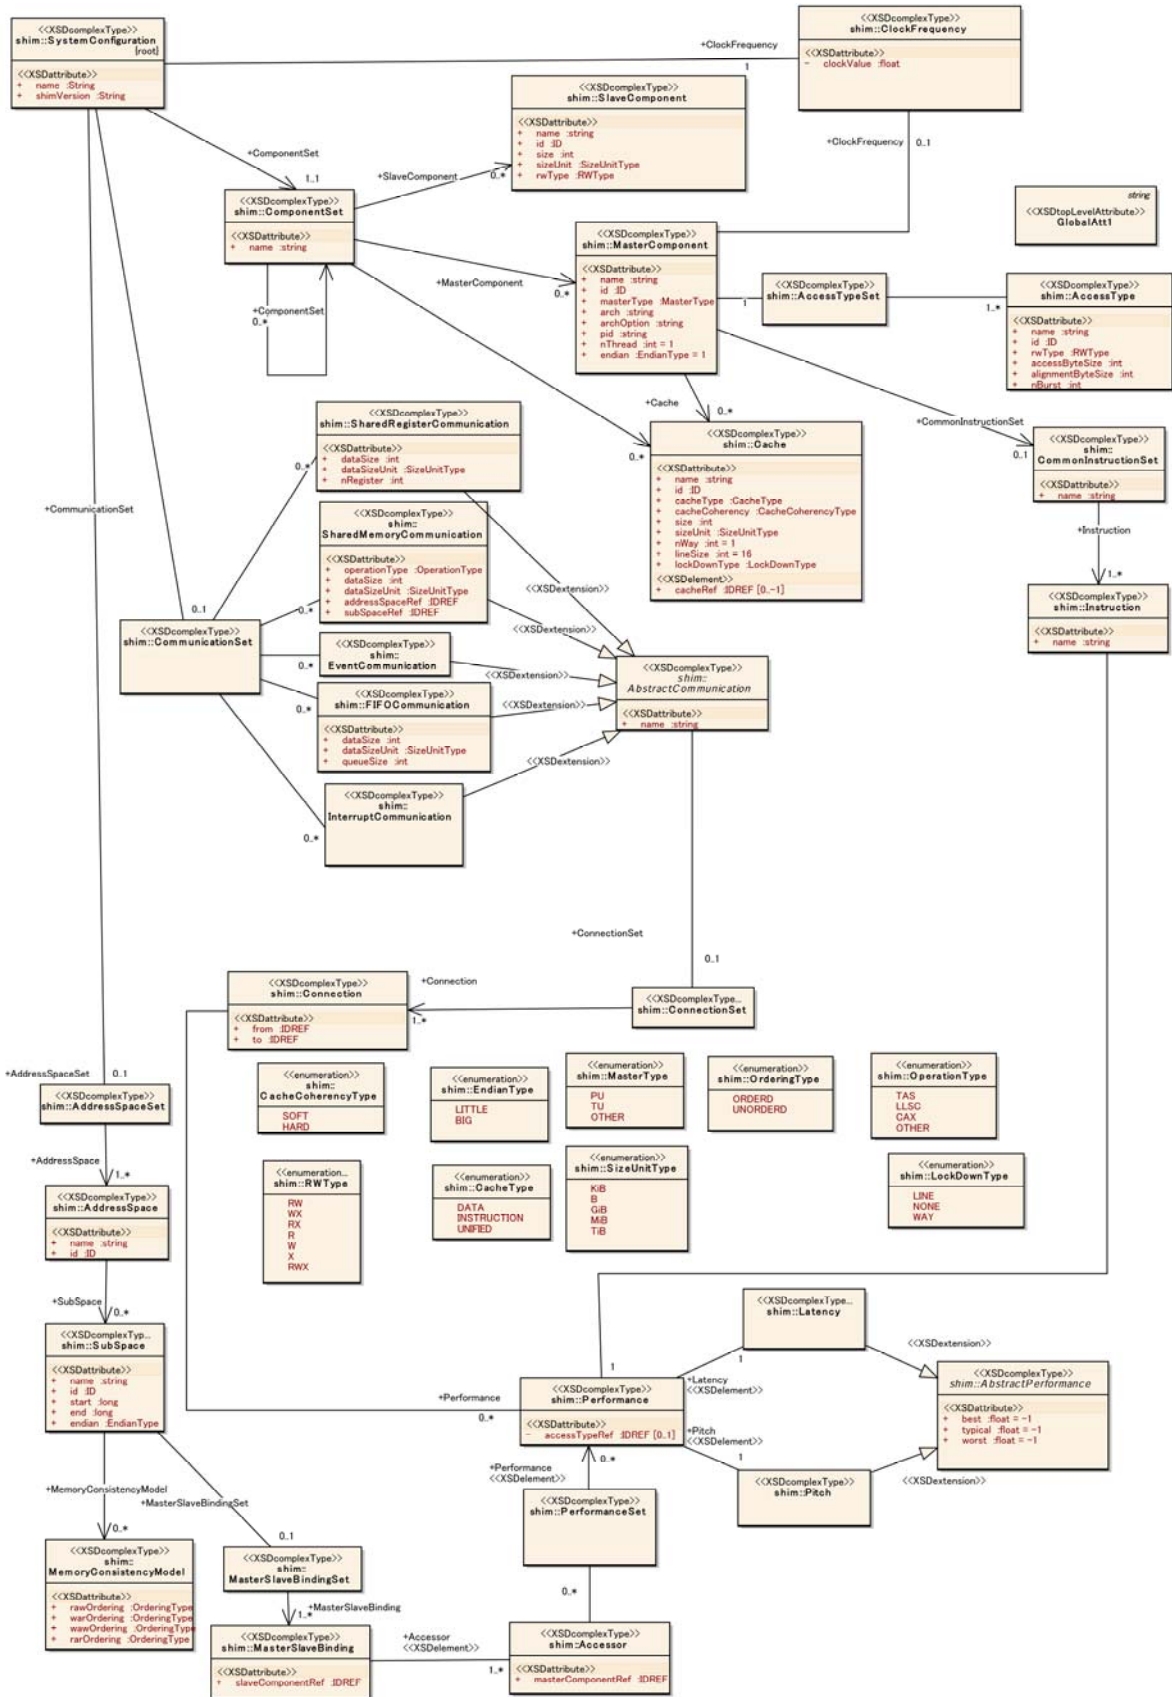 <<XSDcomplexType>>
shim::SystemConfiguration
{root}
<<XSDattribute>>
+ name :String
+ shimVersion :String
+ClockFrequency
1
<<XSDcomplexType>>
shim::ClockFrequency
<<XSDattribute>>
- clockValue :float
+ClockFrequency
0..1
<<XSDcomplexType>>
shim::SlaveComponent
<<XSDattribute>>
+ name :string
+ id :ID
+ size :int
+ sizeUnit :SizeUnitType
+ rwType :RWType
+ComponentSet
1..1
+SlaveComponent
0..*
<<XSDcomplexType>>
shim::ComponentSet
<<XSDattribute>>
+ name :string
+ComponentSet
0..*
string
<<XSDtopLevelAttribute>>
GlobalAtt1
+MasterComponent
0..*
<<XSDcomplexType>>
shim::MasterComponent
<<XSDattribute>>
+ name :string
+ id :ID
+ masterType :MasterType
+ arch :string
+ archOption :string
+ pid :string
+ nThread :int = 1
+ endian :EndianType = 1
1
<<XSDcomplexType>>
shim::AccessTypeSet
1..*
<<XSDcomplexType>>
shim::AccessType
<<XSDattribute>>
+ name :string
+ id :ID
+ rwType :RWType
+ accessByteSize :int
+ alignmentByteSize :int
+ nBurst :int
+Cache
0..*
0..*
<<XSDcomplexType>>
shim::Cache
<<XSDattribute>>
+ name :string
+ id :ID
+ cacheType :CacheType
+ cacheCoherency :CacheCoherencyType
+ size :int
+ sizeUnit :SizeUnitType
+ nWay :int = 1
+ lineSize :int = 16
+ lockDownType :LockDownType
<<XSDelement>>
+ cacheRef :IDREF [0..-1]
+CommonInstructionSet
0..1
<<XSDcomplexType>>
shim::
CommonInstructionSet
<<XSDattribute>>
+ name :string
+Instruction
1..*
<<XSDcomplexType>>
shim::Instruction
<<XSDattribute>>
+ name :string
<<XSDcomplexType>>
shim::SharedRegisterCommunication
<<XSDattribute>>
+ dataSize :int
+ dataSizeUnit :SizeUnitType
+ nRegister :int
0..*
+CommunicationSet
0..1
<<XSDcomplexType>>
shim::
SharedMemoryCommunication
<<XSDattribute>>
+ operationType :OperationType
+ dataSize :int
+ dataSizeUnit :SizeUnitType
+ addressSpaceRef :IDREF
+ subSpaceRef :IDREF
0..*
<<XSDextension>>
<<XSDextension>>
<<XSDcomplexType>>
shim::CommunicationSet
0..*
<<XSDcomplexType>>
shim::
EventCommunication
<<XSDextension>>
<<XSDcomplexType>>
shim::
AbstractCommunication
<<XSDattribute>>
+ name :string
0..*
<<XSDcomplexType>>
shim::FIFOCommunication
<<XSDattribute>>
+ dataSize :int
+ dataSizeUnit :SizeUnitType
+ queueSize :int
<<XSDextension>>
<<XSDextension>>
0..*
<<XSDcomplexType>>
shim::
InterruptCommunication
+ConnectionSet
0..1
<<XSDcomplexType>>
shim::Connection
<<XSDattribute>>
+ from :IDREF
+ to :IDREF
+Connection
1..*
<<XSDcomplexType...
shim::ConnectionSet
+AddressSpaceSet
0..1
<<XSDcomplexType>>
shim::AddressSpaceSet
<<enumeration>>
shim::
CacheCoherencyType
SOFT
HARD
<<enumeration>>
shim::EndianType
LITTLE
BIG
<<enumeration>>
shim::MasterType
PU
TU
OTHER
<<enumeration>>
shim::OrderingType
ORDERD
UNORDERD
<<enumeration>>
shim::OperationType
TAS
LLSC
CAX
OTHER
+AddressSpace
1..*
<<XSDcomplexType>>
shim::AddressSpace
<<XSDattribute>>
+ name :string
+ id :ID
<<enumeration...
shim::RWType
RW
WX
RX
R
W
X
RWX
<<enumeration>>
shim::CacheType
DATA
INSTRUCTION
UNIFIED
<<enumeration>>
shim::SizeUnitType
KiB
B
GiB
MiB
TiB
<<enumeration>>
shim::LockDownType
LINE
NONE
WAY
+SubSpace
0..*
<<XSDcomplexTyp...
shim::SubSpace
<<XSDattribute>>
+ name :string
+ id :ID
+ start :long
+ end :long
+ endian :EndianType
<<XSDcomplexType...
shim::Latency
<<XSDextension>>
1
1
+Latency
<<XSDelement>>
+Performance
0..*
<<XSDcomplexType>>
shim::Performance
<<XSDattribute>>
- accessTypeRef :IDREF [0..1]
+Pitch
<<XSDelement>>
1
<<XSDcomplexType>>
shim::AbstractPerformance
<<XSDattribute>>
+ best :float = -1
+ typical :float = -1
+ worst :float = -1
<<XSDextension>>
<<XSDcomplexType>>
shim::Pitch
+Performance
<<XSDelement>>
0..*
<<XSDcomplexType>>
shim::PerformanceSet
+MemoryConsistencyModel
0..*
+MasterSlaveBindingSet
0..1
<<XSDcomplexType>>
shim::
MemoryConsistencyModel
<<XSDattribute>>
+ rawOrdering :OrderingType
+ warOrdering :OrderingType
+ wawOrdering :OrderingType
+ rarOrdering :OrderingType
<<XSDcomplexType>>
shim::
MasterSlaveBindingSet
+MasterSlaveBinding
1..*
<<XSDcomplexType>>
shim::MasterSlaveBinding
<<XSDattribute>>
+ slaveComponentRef :IDREF
+Accessor
<<XSDelement>>
1..*
0..*
<<XSDcomplexType>>
shim::Accessor
<<XSDattribute>>
+ masterComponentRef :IDREF